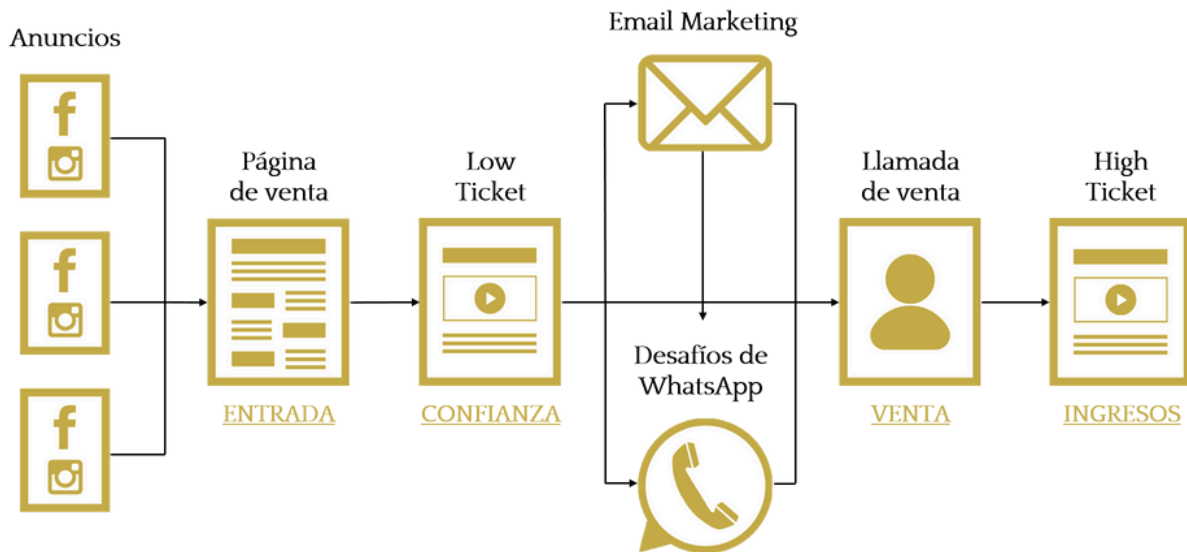 Anuncios
Email Marketing
Página
de venta
Low
Ticket
Llamada
de venta
High
Ticket
Desafíos de
WhatsApp
ENTRADA
CONFIANZA
VENTA
INGRESOS